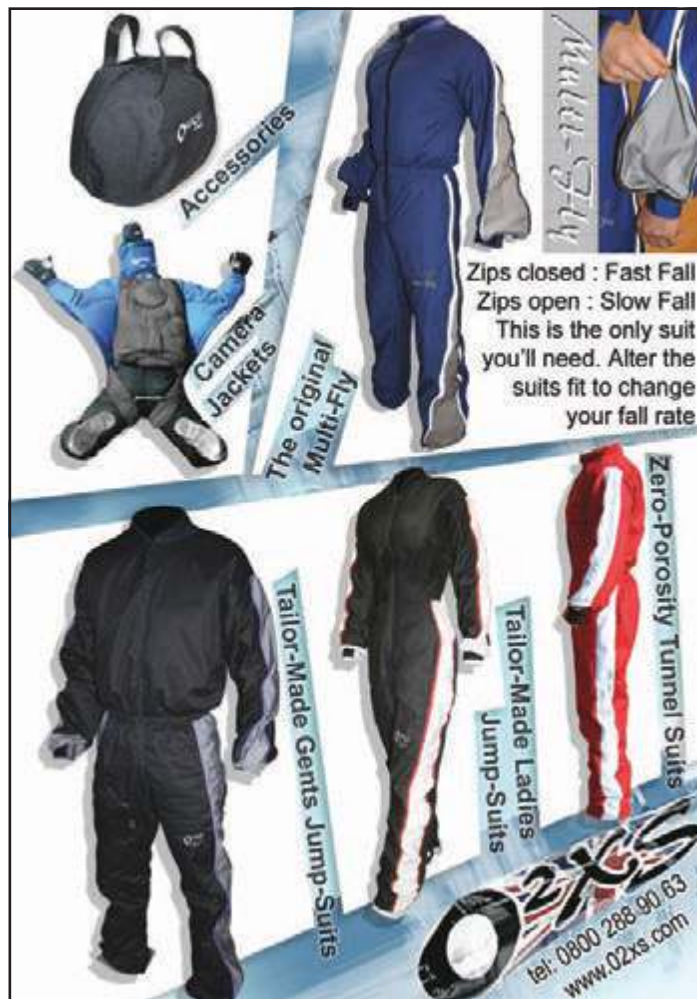 Accessories
Camera
Jackets
The original
Multi-Fly
Multi-Fly
Zips closed : Fast Fall
Zips open : Slow Fall
This is the only suit
you'll need. Alter the
suits fit to change
your fall rate
Tailor-Made Gents Jump-Suits
Tailor-Made Ladies
Jump-Suits
Zero-Porosity Tunnel Suits
O2XS
tel: 0800 288 90 63
www.02xs.com